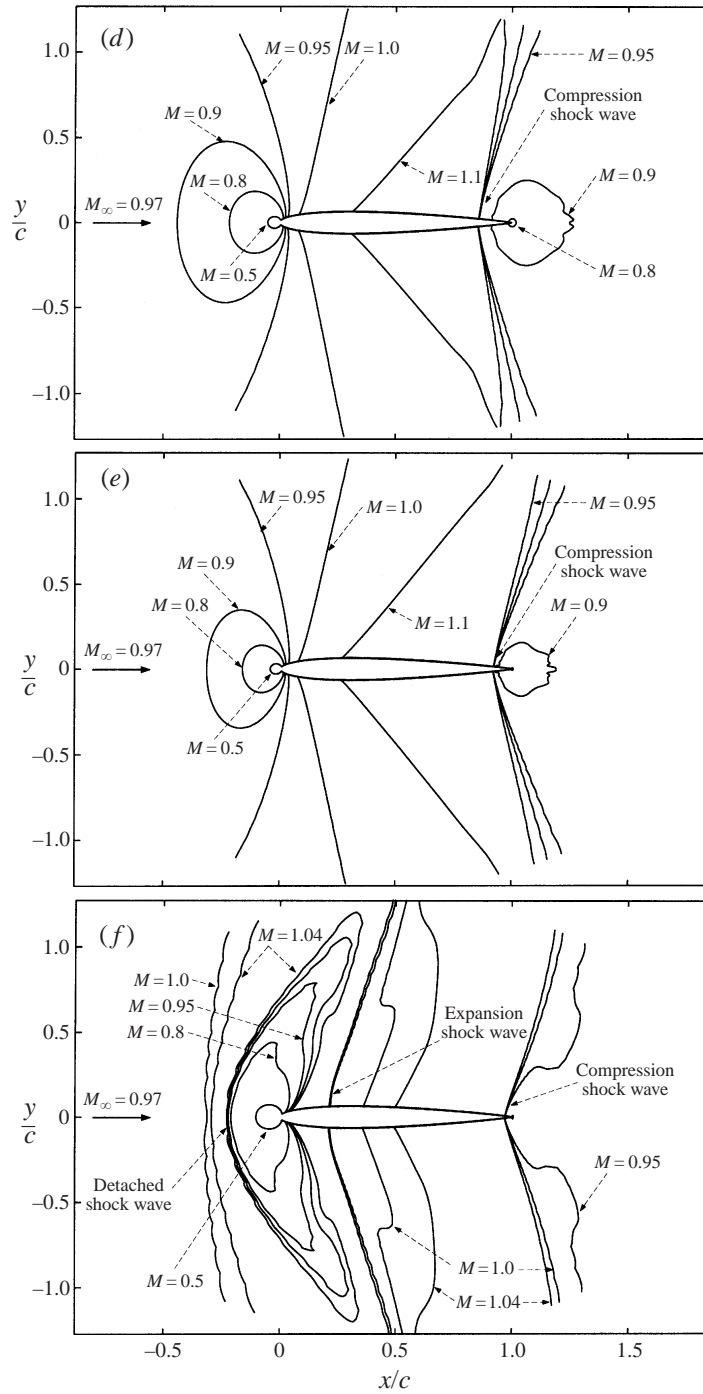 (d)
M = 0.95
M = 1.0
M = 0.95
Compression
shock wave
M = 0.9
M = 0.8
M∞ = 0.97
M = 0.5
M = 1.1
M = 0.9
M = 0.8
1.0
0.5
y/c
0
–0.5
–1.0
(e)
M = 0.95
M = 1.0
M = 0.95
Compression
shock wave
M = 0.9
M = 0.8
M = 0.9
M∞ = 0.97
M = 1.1
M = 0.5
1.0
0.5
y/c
0
–0.5
–1.0
(f)
M = 1.04
M = 1.0
M = 0.95
M = 0.8
Expansion
shock wave
Compression
shock wave
M∞ = 0.97
Detached
shock wave
M = 0.95
M = 0.5
M = 1.0
M = 1.04
1.0
0.5
y/c
0
–0.5
–1.0
–0.5
0
0.5
1.0
1.5
x/c